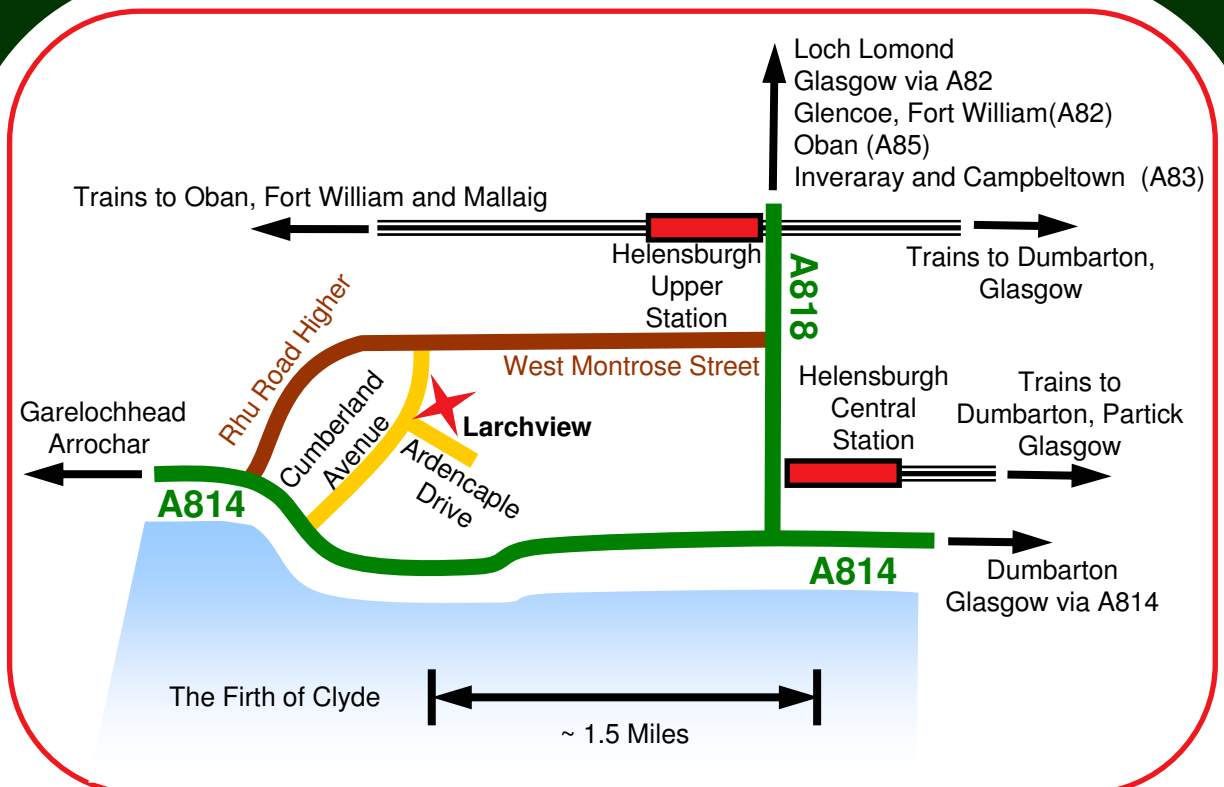 Loch Lomond
Glasgow via A82
Glencoe, Fort William(A82)
Oban (A85)
Inveraray and Campbeltown (A83)
Trains to Oban, Fort William and Mallaig
Helensburgh
Upper
Station
Trains to Dumbarton,
Glasgow
A818
Rhu Road Higher
West Montrose Street
Helensburgh
Central
Station
Trains to
Dumbarton, Partick
Glasgow
Garelochhead
Arrochar
Cumberland
Avenue
Larchview
Ardencaple
Drive
A814
A814
Dumbarton
Glasgow via A814
The Firth of Clyde
~ 1.5 Miles